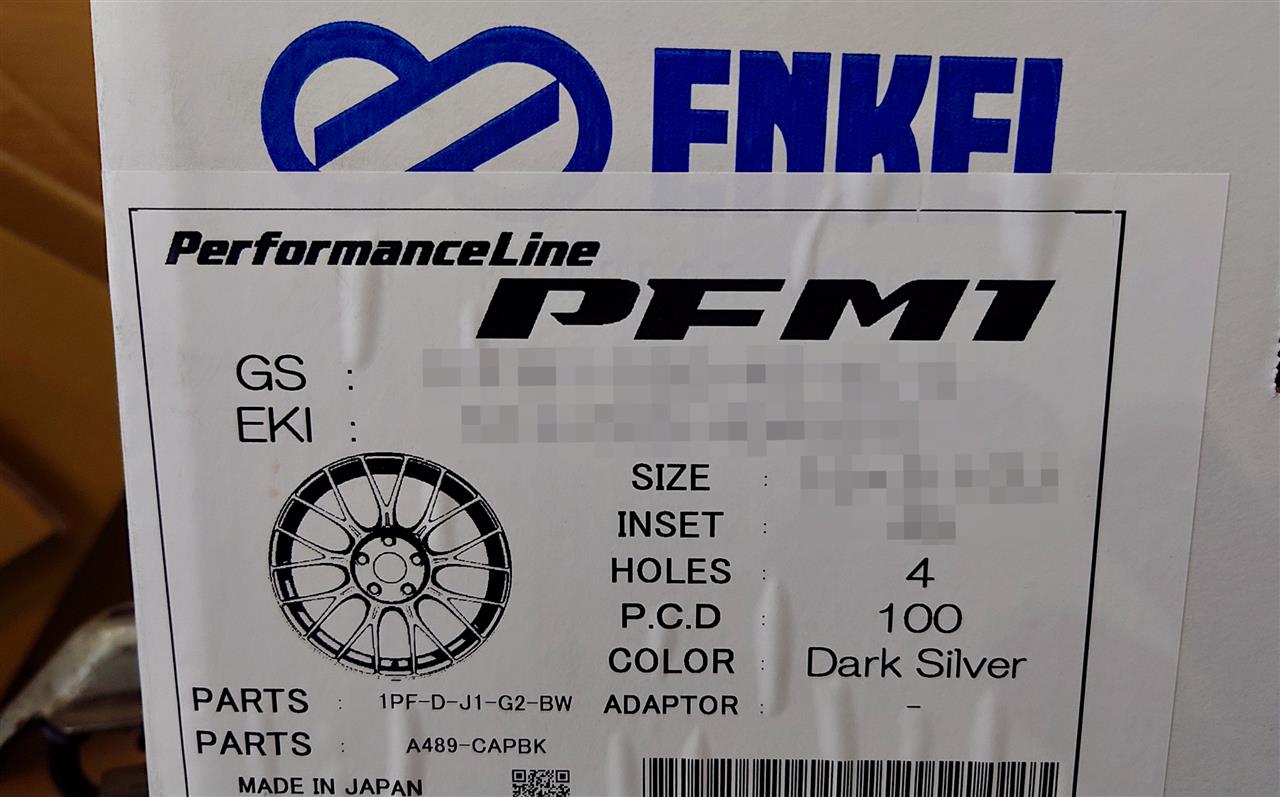 ENKEI
PerformanceLine
PFM1
GS :
EKI :
SIZE :
INSET :
HOLES : 4
P.C.D : 100
COLOR : Dark Silver
PARTS : 1PF-D-J1-G2-BW
ADAPTOR : -
PARTS : A489-CAPBK
MADE IN JAPAN